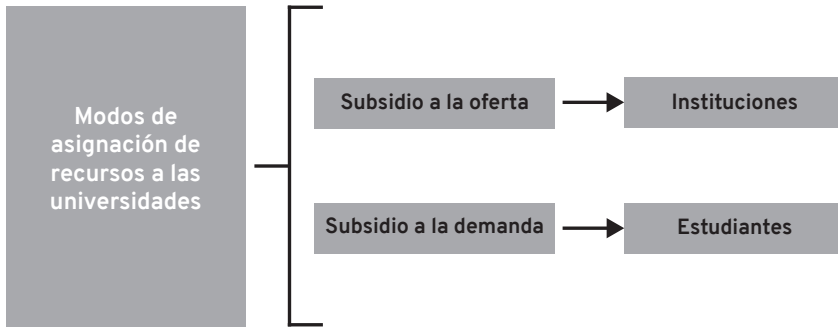 Modos de
asignación de
recursos a las
universidades
Subsidio a la oferta
Instituciones
Subsidio a la demanda
Estudiantes